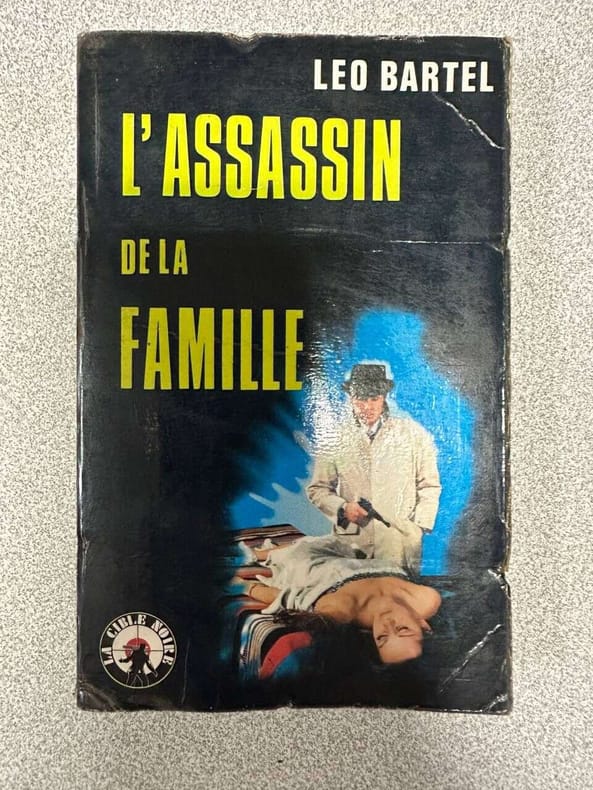 LEO BARTEL
L'ASSASSIN
DE LA
FAMILLE
LA CIBLE NOIRE